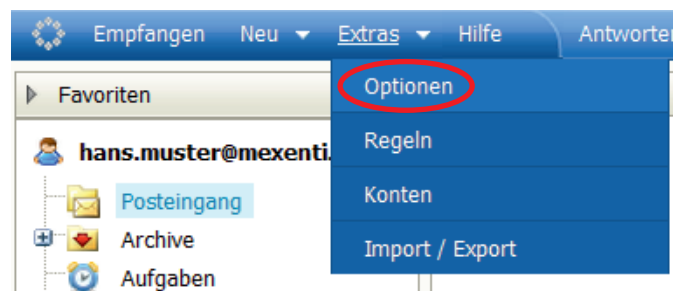 Empfangen Neu Extras Hilfe Antworten
Favoriten
Optionen
Regeln
Konten
Import / Export
hans.muster@mexenti.
Posteingang
Archive
Aufgaben